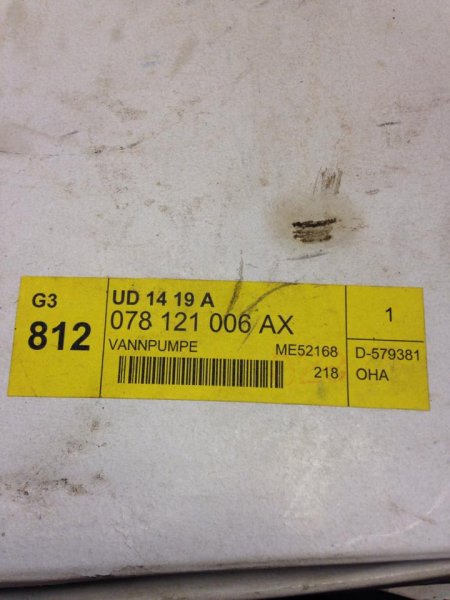 G3
812
UD 14 19 A
078 121 006 AX
VANNPUMPE ME52168
218
1
D-579381
OHA